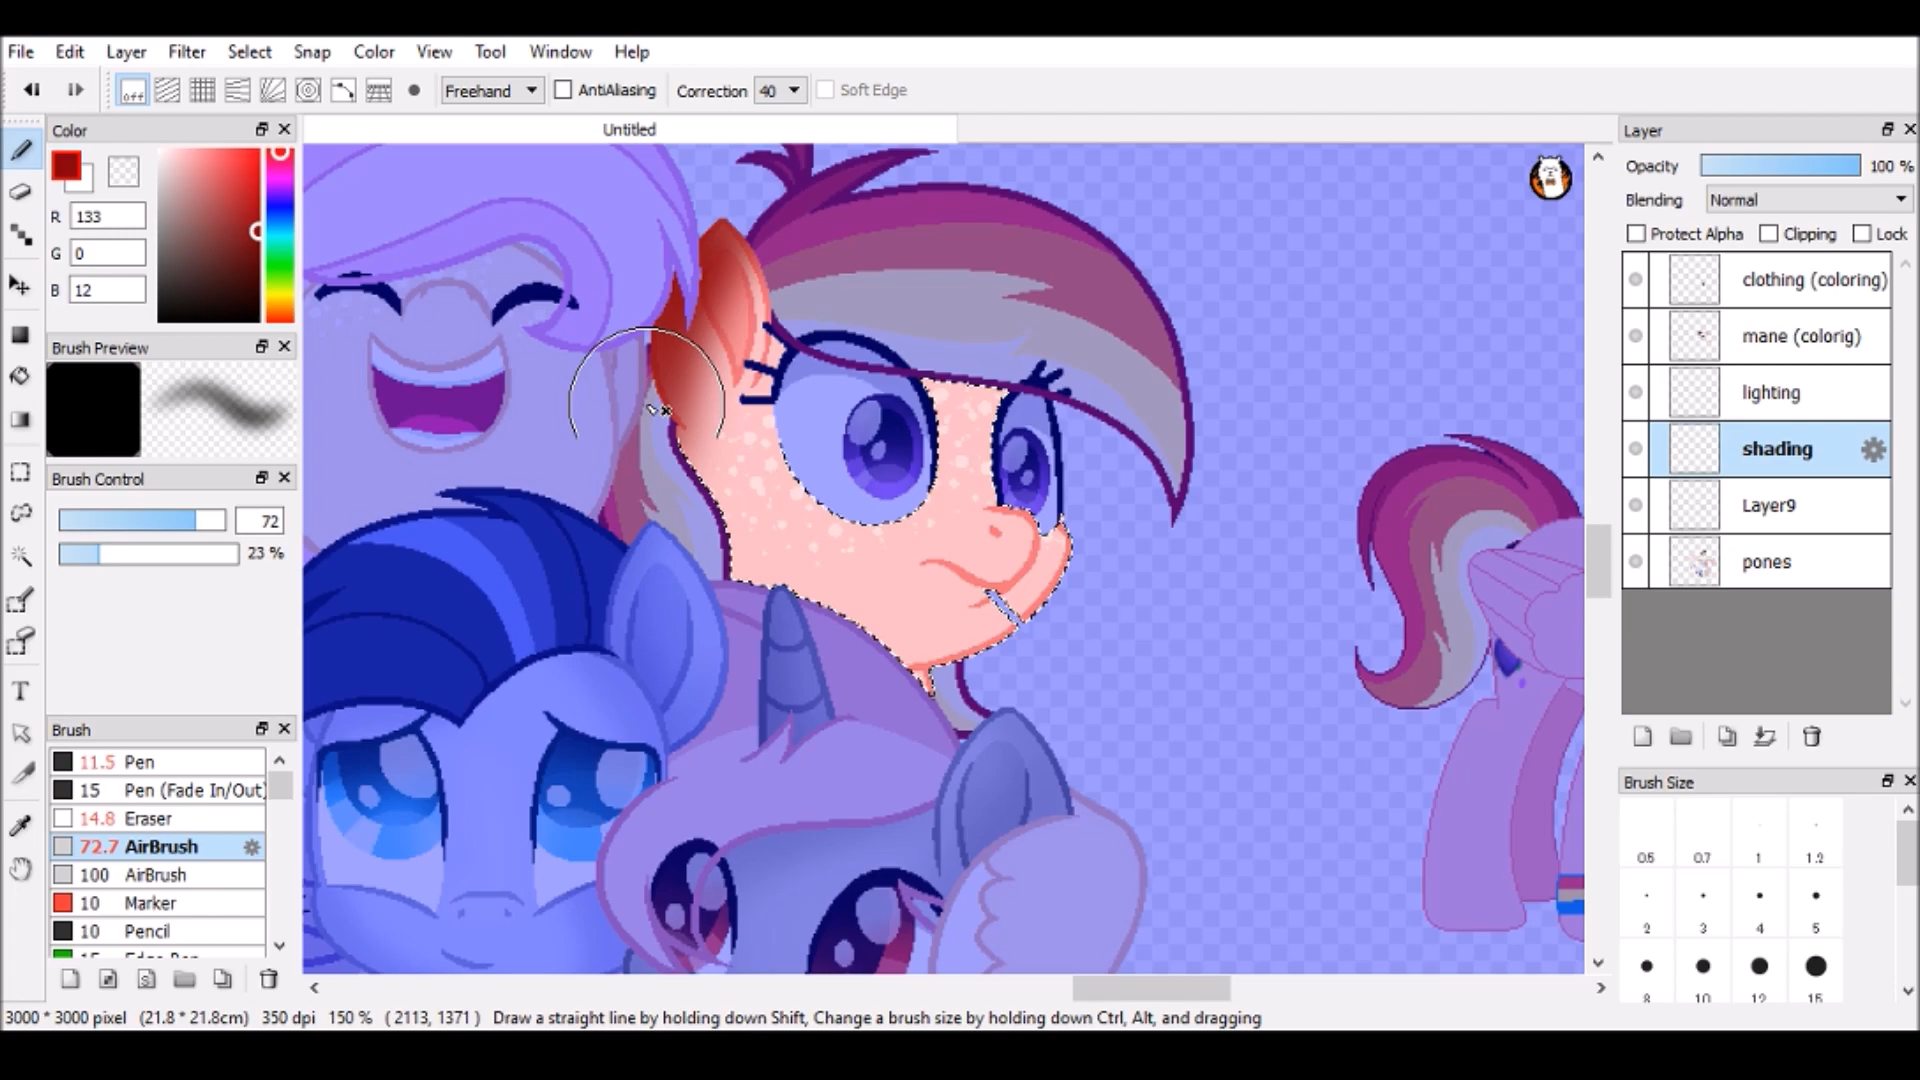 File Edit Layer Filter Select Snap Color View Tool Window Help
off Freehand AntiAliasing Correction 40 Soft Edge
Color
Untitled
Layer
R 133
G 0
B 12
Opacity 100 %
Blending Normal
Protect Alpha Clipping Lock
clothing (coloring)
mane (colorig)
lighting
shading
Layer9
pones
Brush Preview
Brush Control
72
23 %
Brush
11.5 Pen
15 Pen (Fade In/Out)
14.8 Eraser
72.7 AirBrush
100 AirBrush
10 Marker
10 Pencil
Brush Size
0.5 0.7 1 1.2
2 3 4 5
8 10 12 15
3000 * 3000 pixel (21.8 * 21.8cm) 350 dpi 150 % ( 2113, 1371 ) Draw a straight line by holding down Shift, Change a brush size by holding down Ctrl, Alt, and dragging